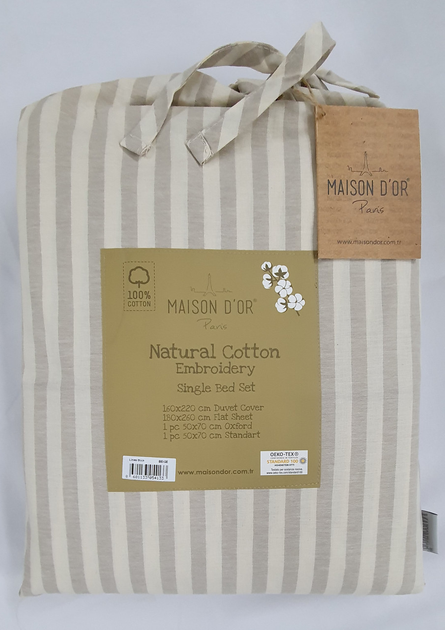 MAISON D'OR®
Paris
www.maisondor.com.tr
100%
COTTON
MAISON D'OR®
Paris
Natural Cotton
Embroidery
Single Bed Set
160x220 cm Duvet Cover
180x260 cm Flat Sheet
1 pc 50x70 cm Oxford
1 pc 50x70 cm Standart
OEKO-TEX®
STANDARD 100
www.maisondor.com.tr